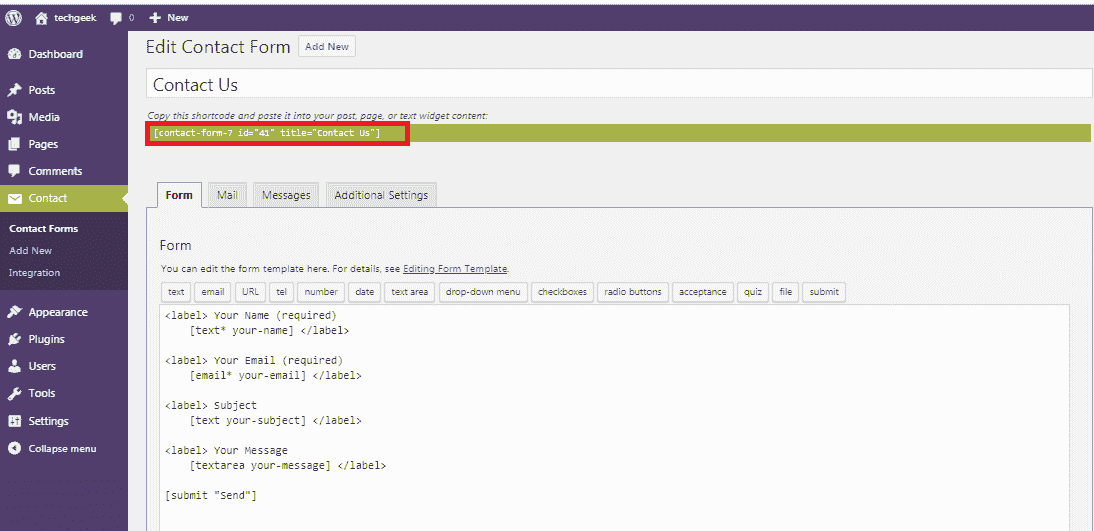 techgeek 0 New
Dashboard
Posts
Media
Pages
Comments
Contact
Contact Forms
Add New
Integration
Appearance
Plugins
Users
Tools
Settings
Collapse menu
Edit Contact Form Add New
Contact Us
Copy this shortcode and paste it into your post, page, or text widget content:
[contact-form-7 id="41" title="Contact Us"]
Form Mail Messages Additional Settings
Form
You can edit the form template here. For details, see Editing Form Template.
text email URL tel number date text area drop-down menu checkboxes radio buttons acceptance quiz file submit
<label> Your Name (required)
[text* your-name] </label>
<label> Your Email (required)
[email* your-email] </label>
<label> Subject
[text your-subject] </label>
<label> Your Message
[textarea your-message] </label>
[submit "Send"]